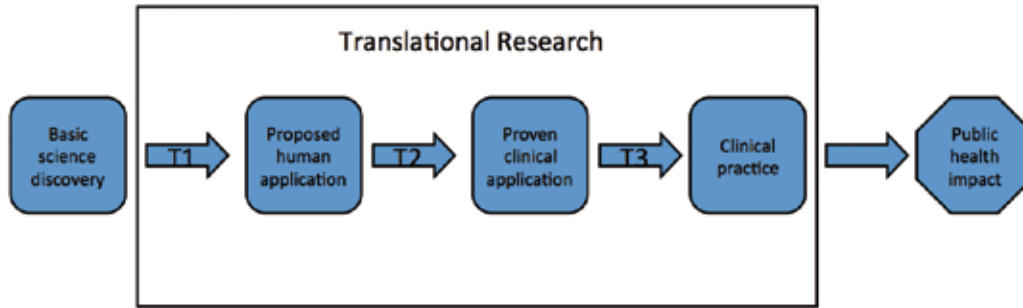 Translational Research
Basic
science
discovery
T1
Proposed
human
application
T2
Proven
clinical
application
T3
Clinical
practice
Public
health
impact